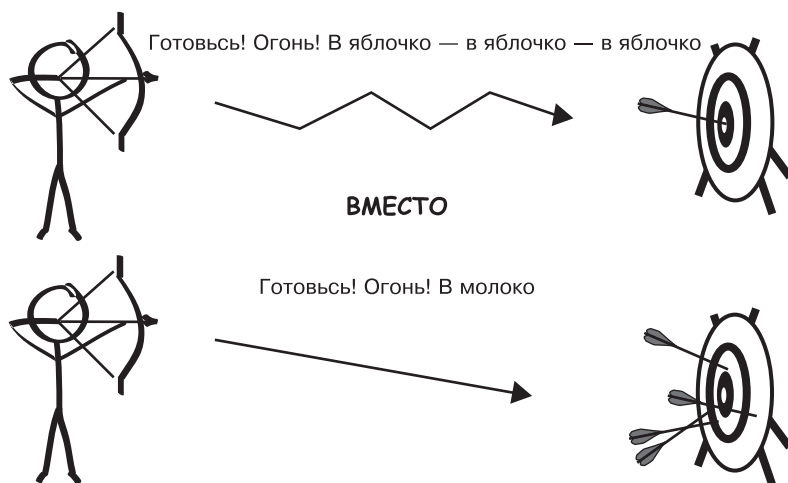 Готовьсь! Огонь! В яблочко — в яблочко — в яблочко
ВМЕСТО
Готовьсь! Огонь! В молоко